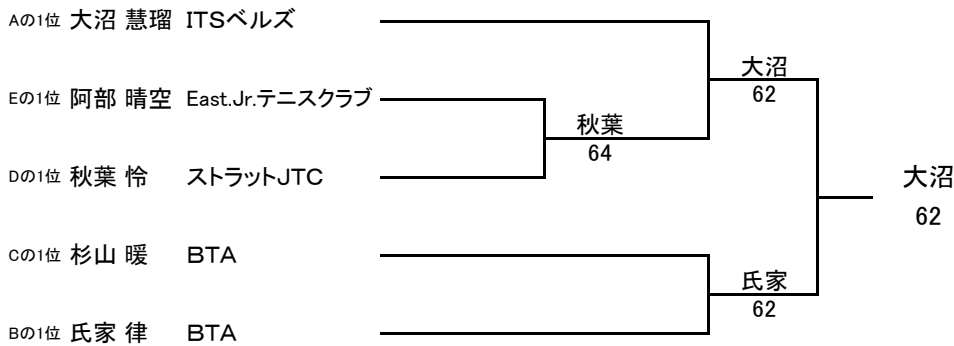 Aの1位 大沼 慧瑠 ITSベルズ
大沼
62
Eの1位 阿部 晴空 East.Jr.テニスクラブ
秋葉
64
Dの1位 秋葉 怜 ストラットJTC
大沼
62
Cの1位 杉山 暖 BTA
氏家
62
Bの1位 氏家 律 BTA